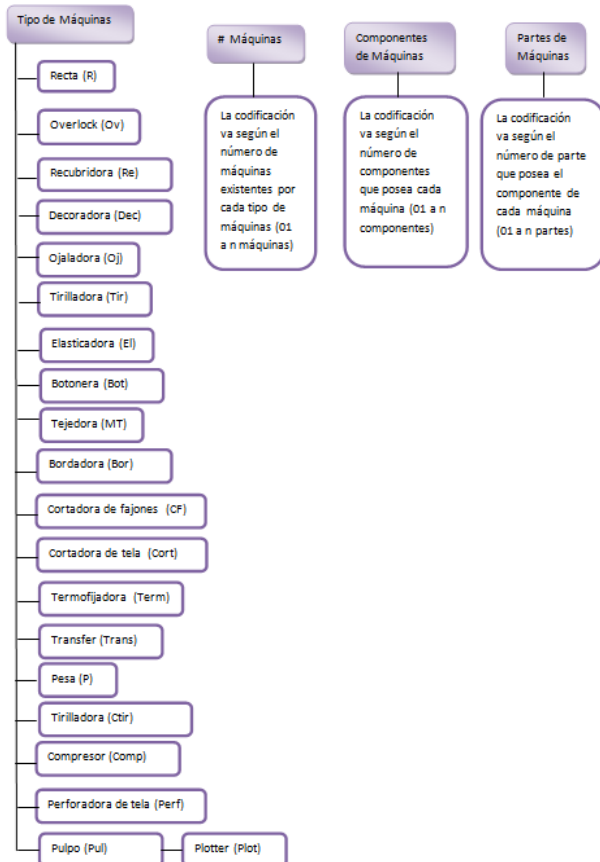 Tipo de Máquinas
Recta (R)
Overlock (Ov)
Recubridora (Re)
Decoradora (Dec)
Ojaladora (Oj)
Tirilladora (Tir)
Elasticadora (El)
Botonera (Bot)
Tejedora (MT)
Bordadora (Bor)
Cortadora de fajones (CF)
Cortadora de tela (Cort)
Termofijadora (Term)
Transfer (Trans)
Pesa (P)
Tirilladora (Ctir)
Compresor (Comp)
Perforadora de tela (Perf)
Pulpo (Pul)
Plotter (Plot)
# Máquinas
La codificación
va según el
número de
máquinas
existentes por
cada tipo de
máquinas (01
a n máquinas)
Componentes
de Máquinas
La codificación
va según el
número de
componentes
que posea cada
máquina (01 a n
componentes)
Partes de
Máquinas
La codificación
va según el
número de parte
que posea el
componente de
cada máquina
(01 a n partes)